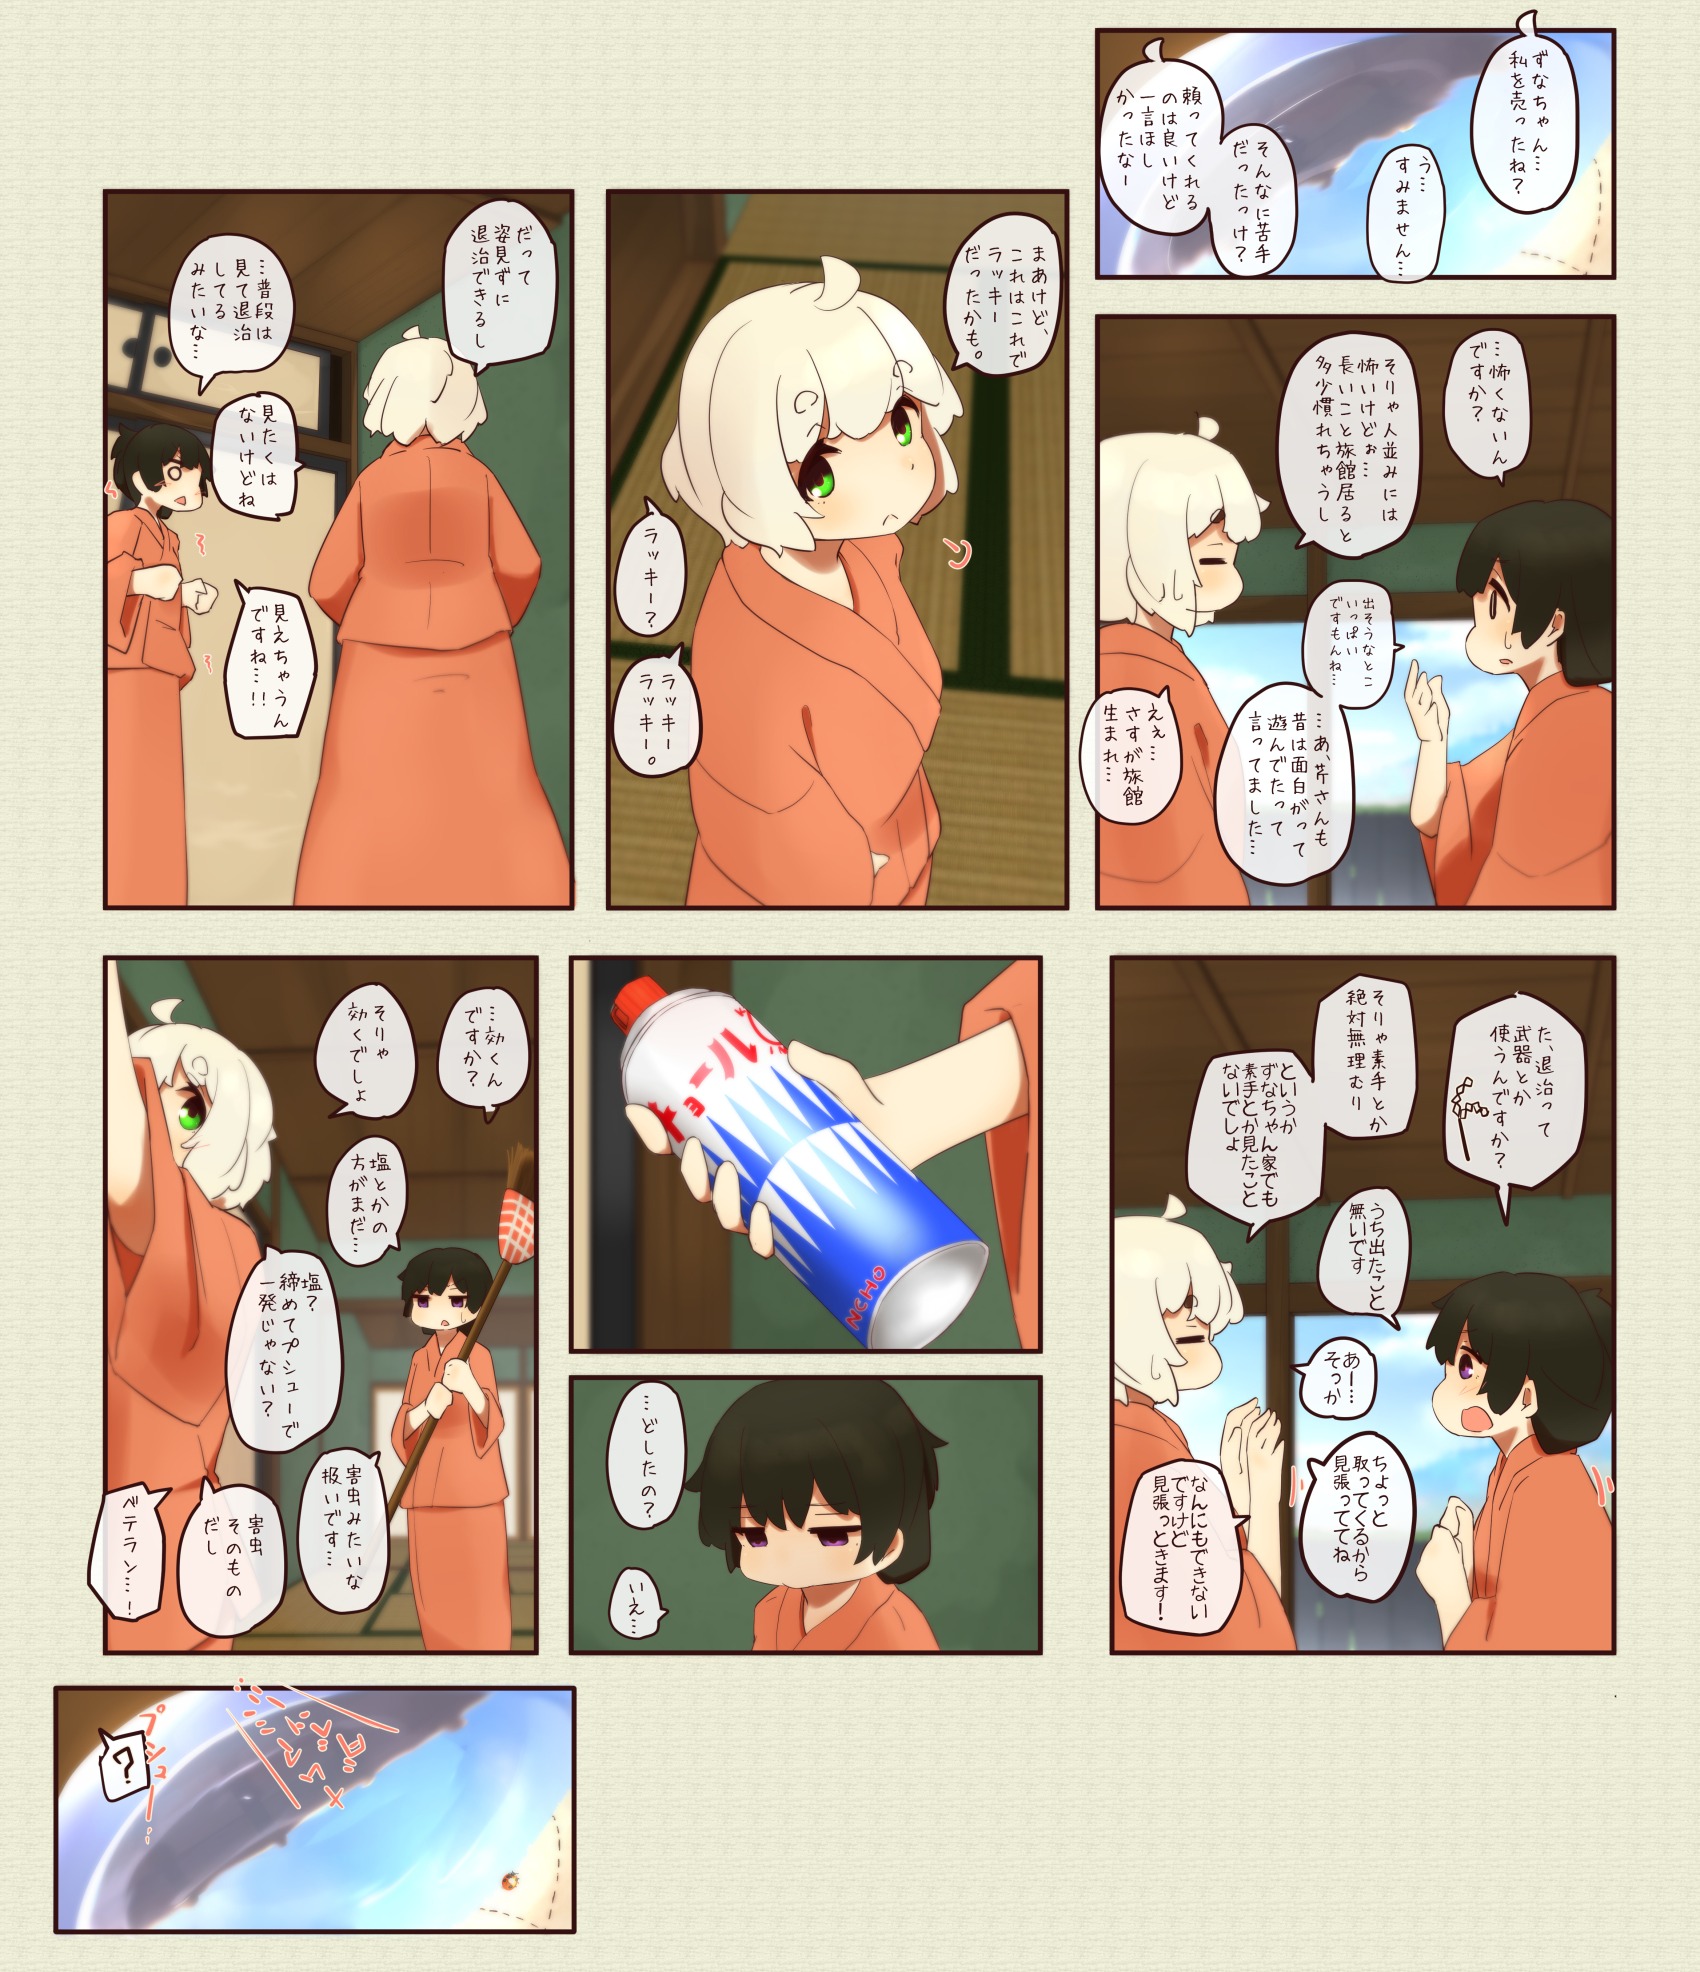 ずなちゃん…
私を売ったね？
う…
すみません…
そんなに苦手
だったっけ？
頼ってくれる
のは良いけど
一言ほし
かったなー
…怖くないん
ですか？
そりゃ人並みには
怖いけどぉ…
長いこと旅館居ると
多少慣れちゃうし
出そうなとこ
いっぱい
ですもんね…
…あ、芹さんも
昔は面白がって
遊んでたって
言ってました…
ええ…
さすが旅館
生まれ…
まあけど、
これはこれで
ラッキー
だったかも。
ラッキー？
ラッキー
ラッキー。
だって
姿見ずに
退治できるし
…普段は
見て退治
してる
みたいな…
見たくは
ないけどね
見えちゃうん
ですね…!!
た、退治って
武器とか
使うんですか？
そりゃ素手とか
絶対無理むり
というか
ずなちゃん家でも
素手とか見たこと
ないでしょ
うち出たこと
無いです
あー…
そっか
ちょっと
取ってくるから
見張っててね
なんにもできない
ですけど
見張っときます！
キョール
NCHO
…どしたの？
いえ…
…効くん
ですか？
そりゃ
効くでしょ
塩とかの
方がまだ…
塩？
締めてプシューで
一発じゃない？
害虫みたいな
扱いです…
害虫
そのもの
だし
ベテラン…！
プシュー…
？